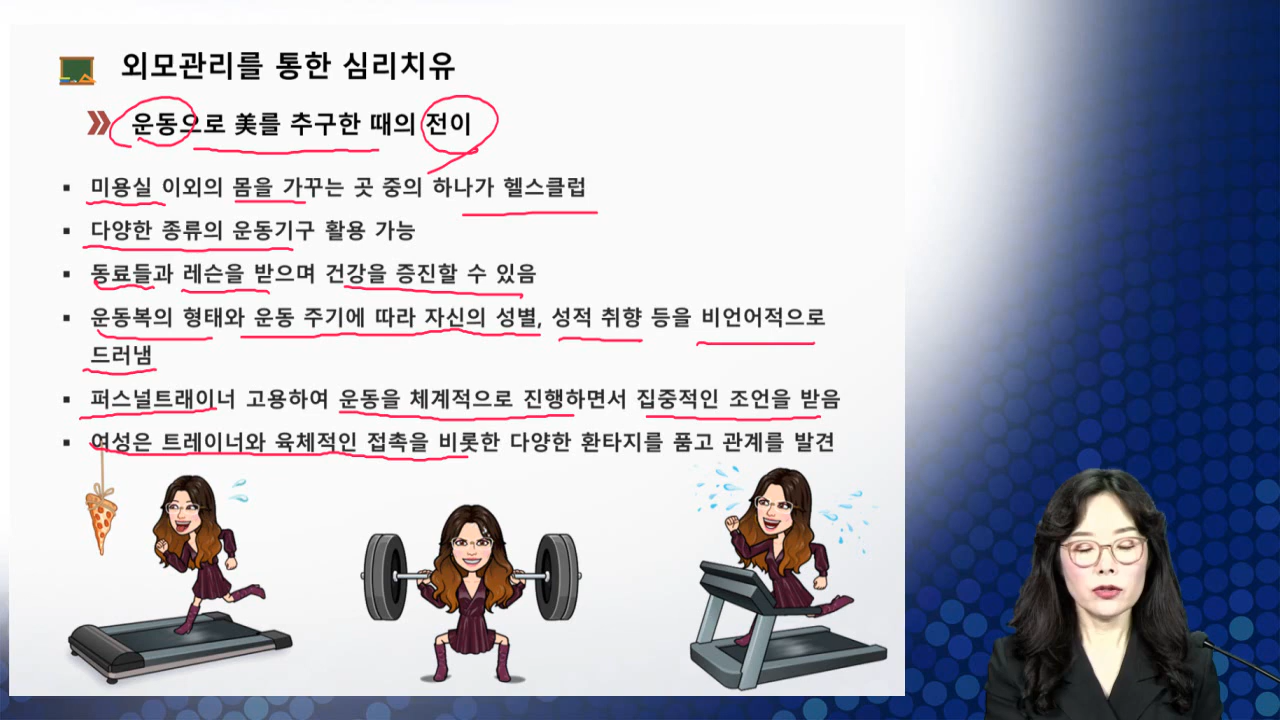 외모관리를 통한 심리치유
운동으로 美를 추구한 때의 전이
▪ 미용실 이외의 몸을 가꾸는 곳 중의 하나가 헬스클럽
▪ 다양한 종류의 운동기구 활용 가능
▪ 동료들과 레슨을 받으며 건강을 증진할 수 있음
▪ 운동복의 형태와 운동 주기에 따라 자신의 성별, 성적 취향 등을 비언어적으로
드러냄
▪ 퍼스널트래이너 고용하여 운동을 체계적으로 진행하면서 집중적인 조언을 받음
▪ 여성은 트레이너와 육체적인 접촉을 비롯한 다양한 환타지를 품고 관계를 발견